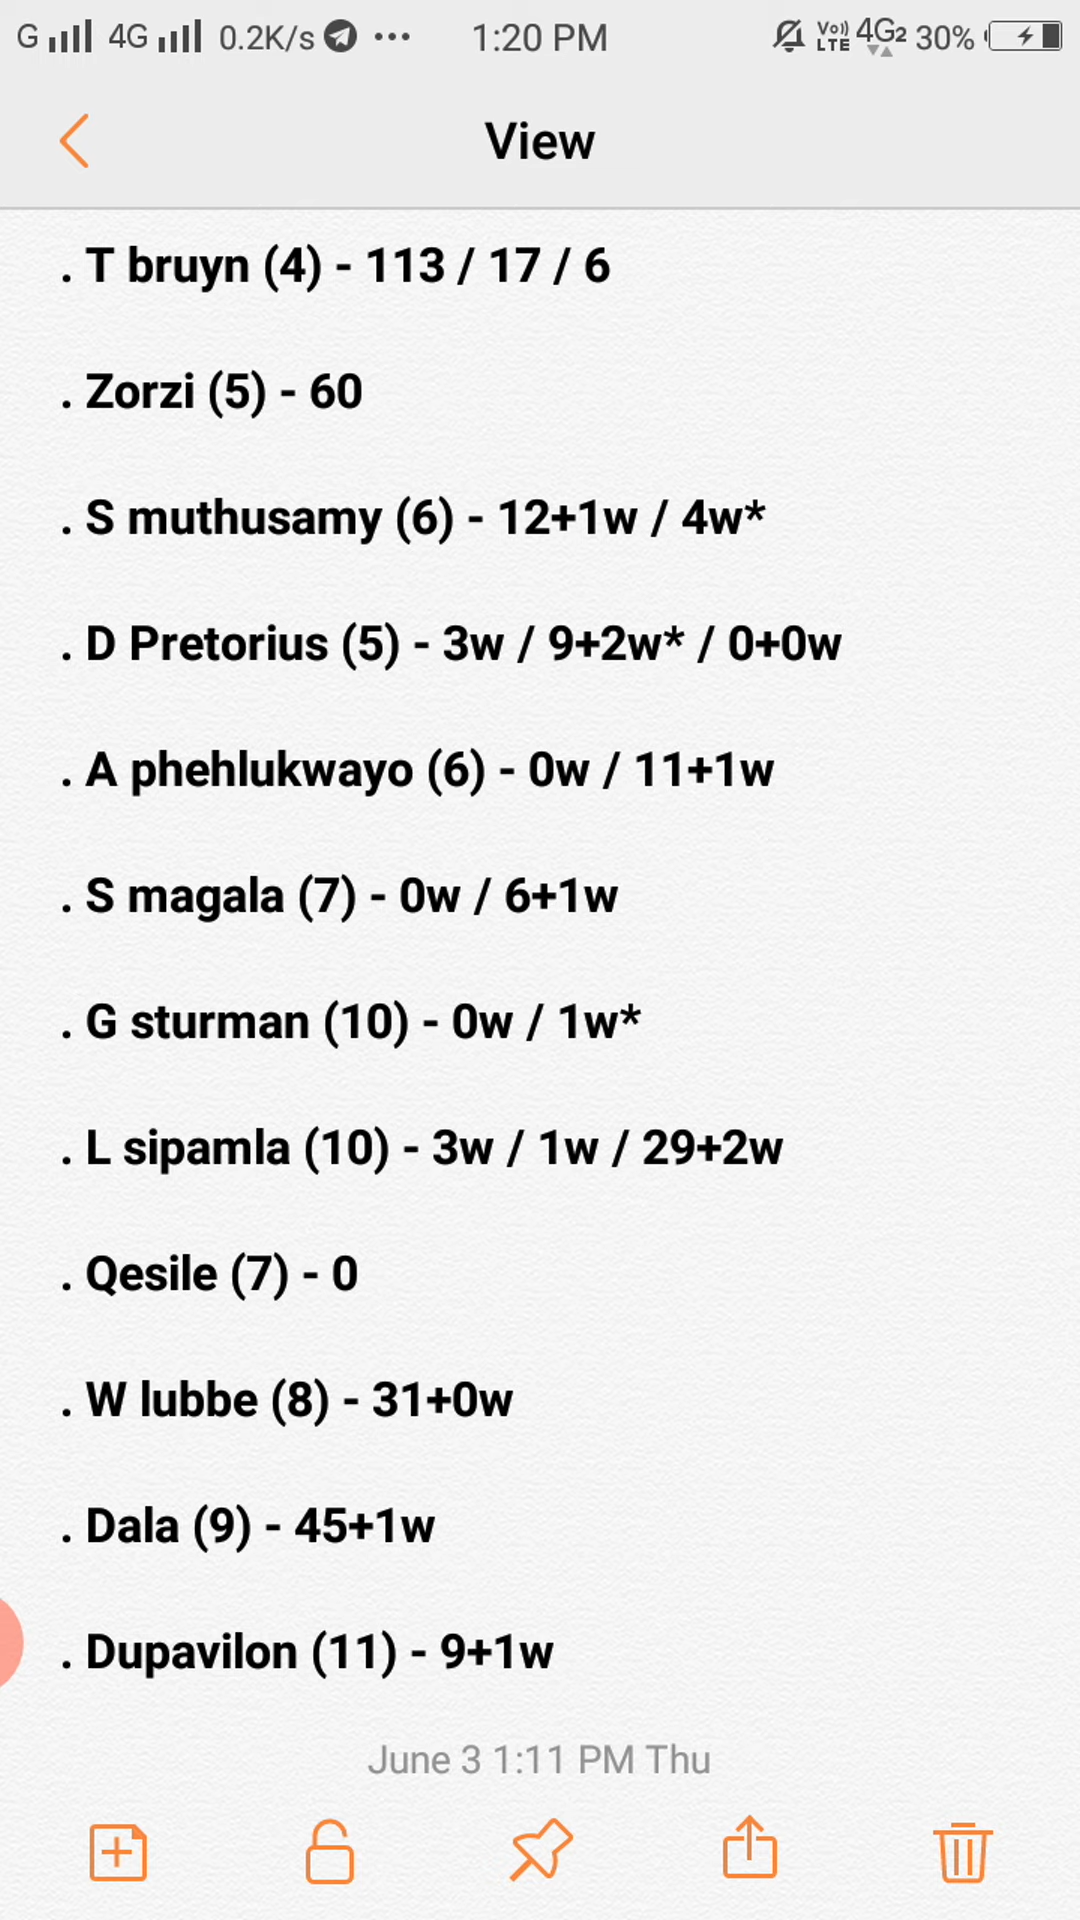 G 4G 0.2K/s ... 1:20 PM Vo)) LTE 4G2 30%
View
. T bruyn (4) - 113 / 17 / 6
. Zorzi (5) - 60
. S muthusamy (6) - 12+1w / 4w*
. D Pretorius (5) - 3w / 9+2w* / 0+0w
. A phehlukwayo (6) - 0w / 11+1w
. S magala (7) - 0w / 6+1w
. G sturman (10) - 0w / 1w*
. L sipamla (10) - 3w / 1w / 29+2w
. Qesile (7) - 0
. W lubbe (8) - 31+0w
. Dala (9) - 45+1w
. Dupavilon (11) - 9+1w
June 3 1:11 PM Thu